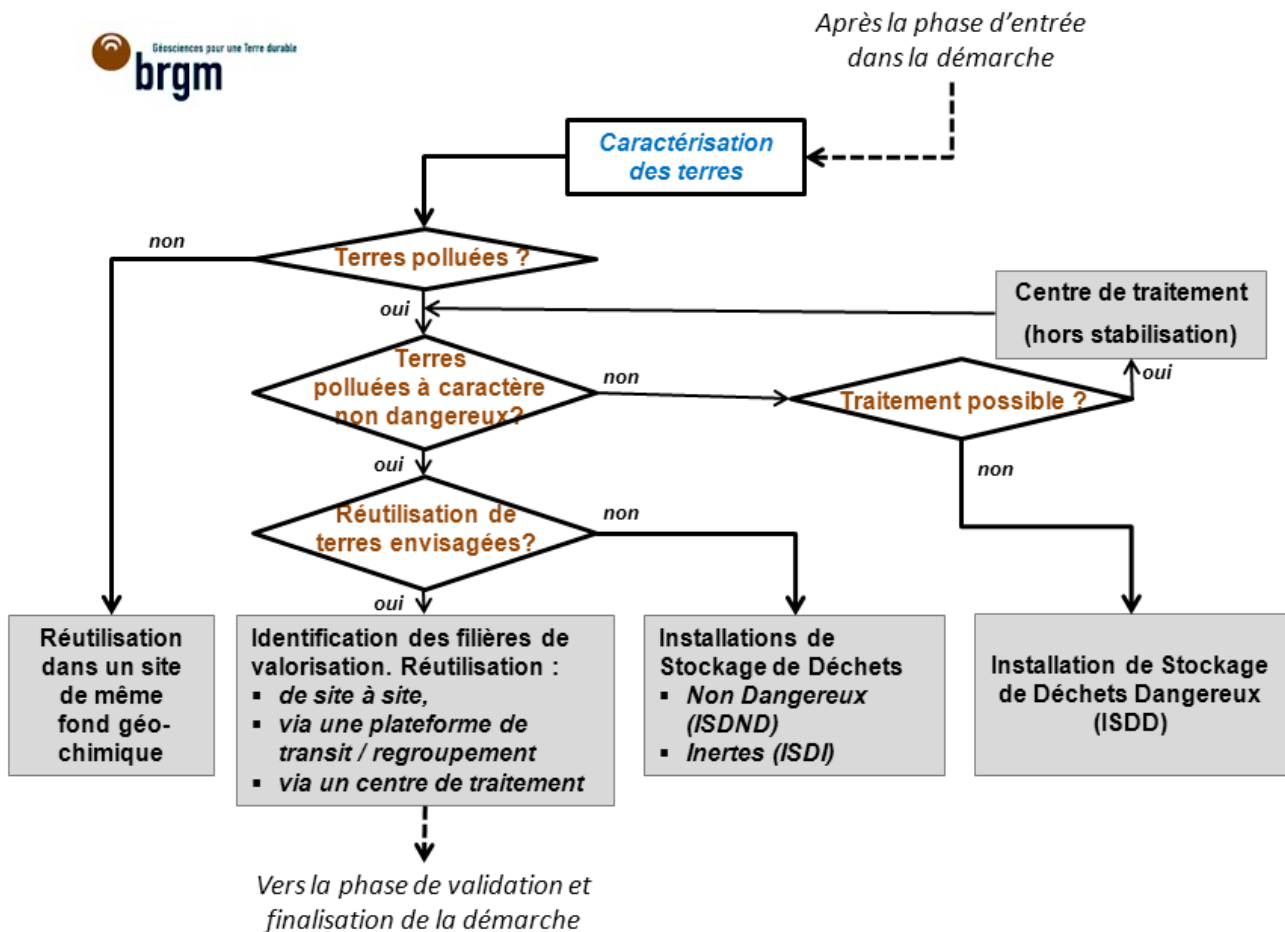 Géosciences pour une Terre durable
brgm
Après la phase d’entrée
dans la démarche
Caractérisation
des terres
non
Terres polluées ?
oui
Centre de traitement
(hors stabilisation)
Terres
polluées à caractère
non dangereux?
non
Traitement possible ?
oui
oui
non
Réutilisation de
terres envisagées?
non
oui
Réutilisation
dans un site
de même
fond géo-
chimique
Identification des filières de
valorisation. Réutilisation :
▪ de site à site,
▪ via une plateforme de
transit / regroupement
▪ via un centre de traitement
Installations de
Stockage de Déchets
▪ Non Dangereux
(ISDND)
▪ Inertes (ISDI)
Installation de Stockage
de Déchets Dangereux
(ISDD)
Vers la phase de validation et
finalisation de la démarche